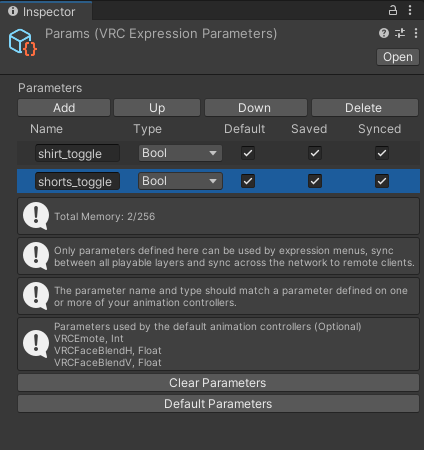 Inspector
Params (VRC Expression Parameters)
Open
Parameters
Add Up Down Delete
Name Type Default Saved Synced
shirt_toggle Bool
shorts_toggle Bool
Total Memory: 2/256
Only parameters defined here can be used by expression menus, sync
between all playable layers and sync across the network to remote clients.
The parameter name and type should match a parameter defined on one
or more of your animation controllers.
Parameters used by the default animation controllers (Optional)
VRCEmote, Int
VRCFaceBlendH, Float
VRCFaceBlendV, Float
Clear Parameters
Default Parameters